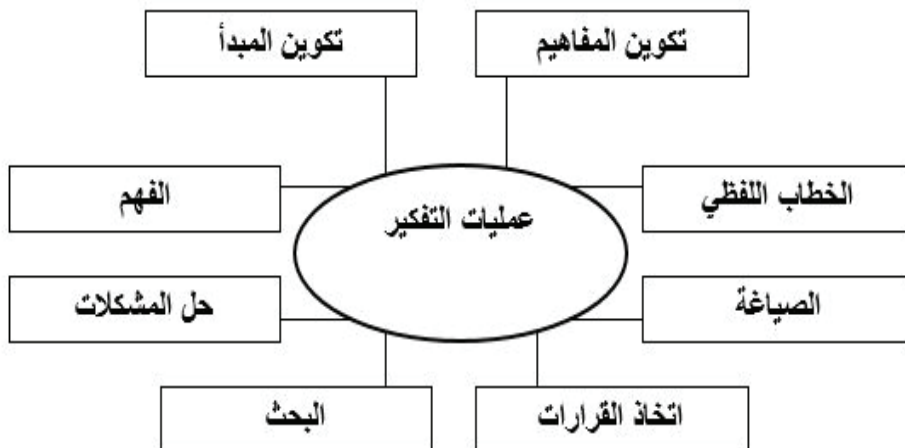 تكوين المفاهيم
تكوين المبدأ
الخطاب اللفظي
الفهم
عمليات التفكير
الصياغة
حل المشكلات
اتخاذ القرارات
البحث